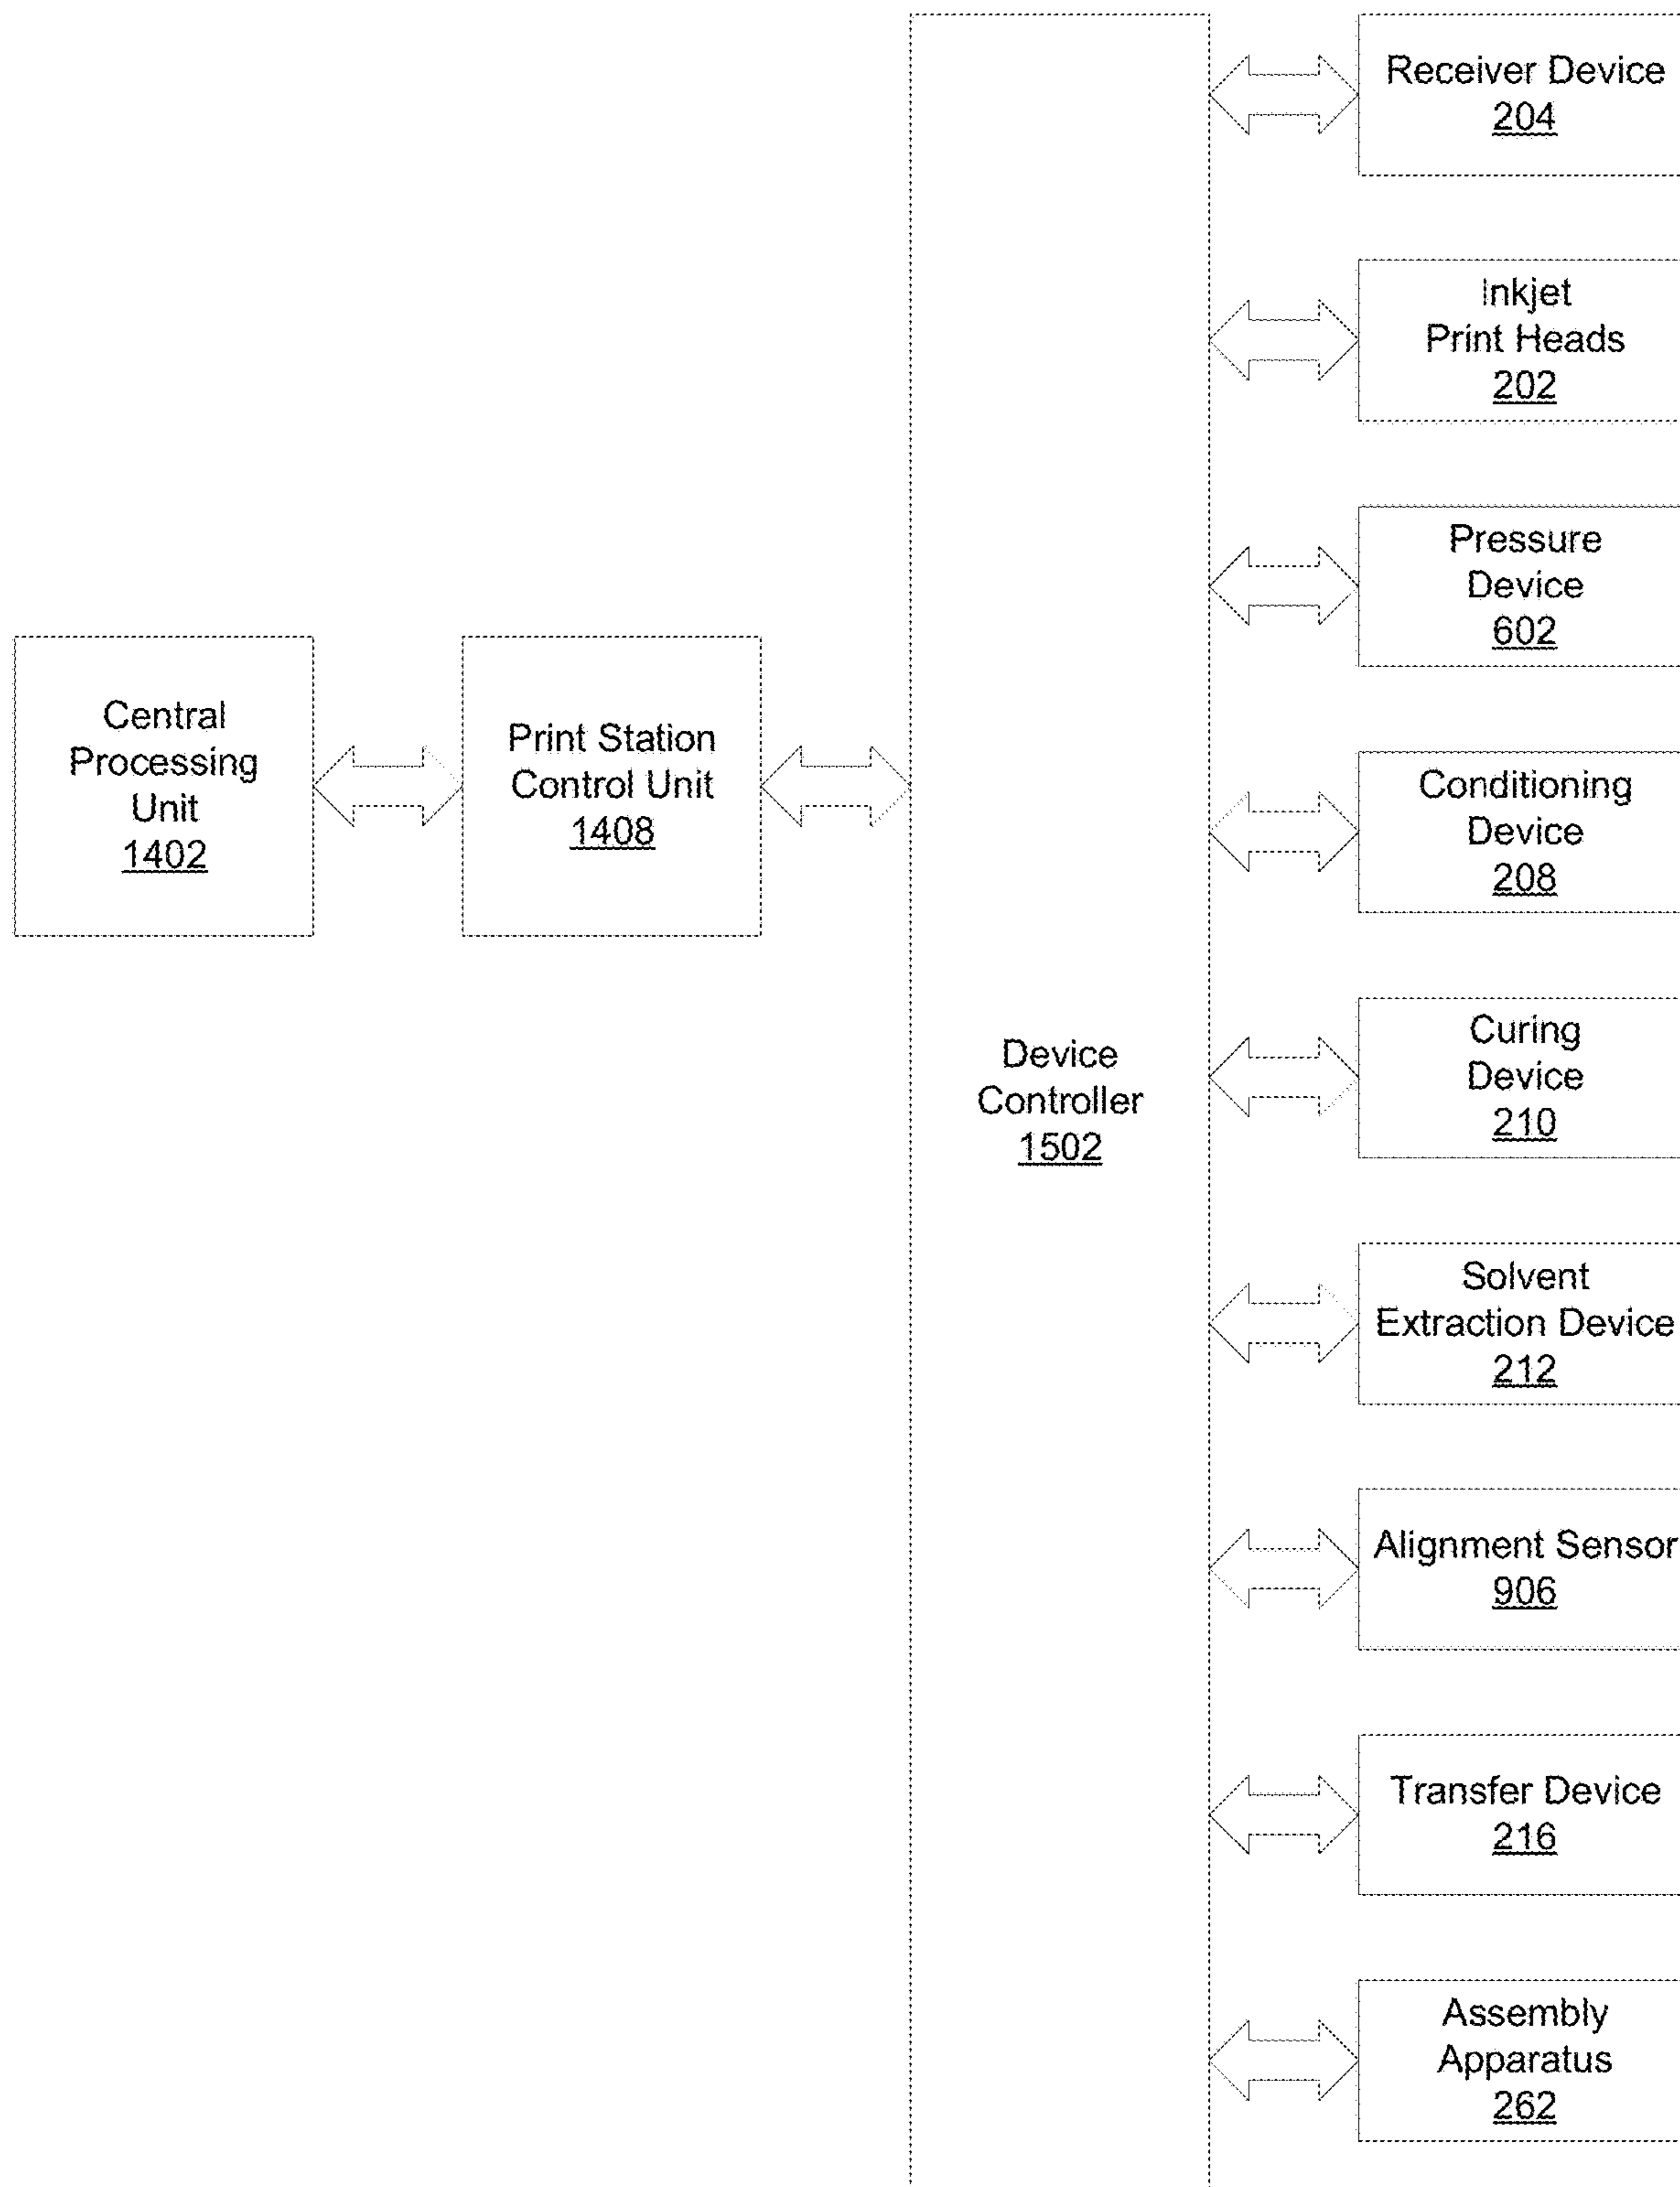 Central
Processing
Unit
1402
Print Station
Control Unit
1408
Device
Controller
1502
Receiver Device
204
Inkjet
Print Heads
202
Pressure
Device
602
Conditioning
Device
208
Curing
Device
210
Solvent
Extraction Device
212
Alignment Sensor
906
Transfer Device
216
Assembly
Apparatus
262